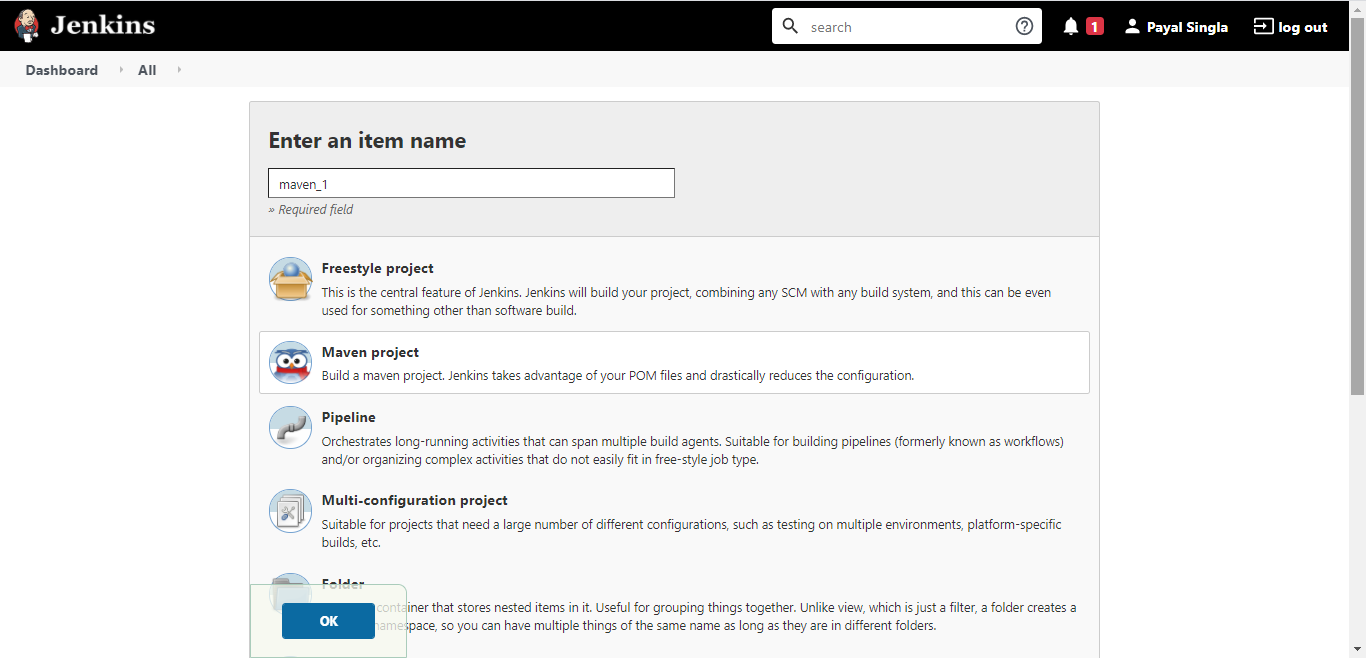 Jenkins
search
1
Payal Singla
log out
Dashboard
All
Enter an item name
maven_1
» Required field
Freestyle project
This is the central feature of Jenkins. Jenkins will build your project, combining any SCM with any build system, and this can be even
used for something other than software build.
Maven project
Build a maven project. Jenkins takes advantage of your POM files and drastically reduces the configuration.
Pipeline
Orchestrates long-running activities that can span multiple build agents. Suitable for building pipelines (formerly known as workflows)
and/or organizing complex activities that do not easily fit in free-style job type.
Multi-configuration project
Suitable for projects that need a large number of different configurations, such as testing on multiple environments, platform-specific
builds, etc.
Folder
container that stores nested items in it. Useful for grouping things together. Unlike view, which is just a filter, a folder creates a
namespace, so you can have multiple things of the same name as long as they are in different folders.
OK